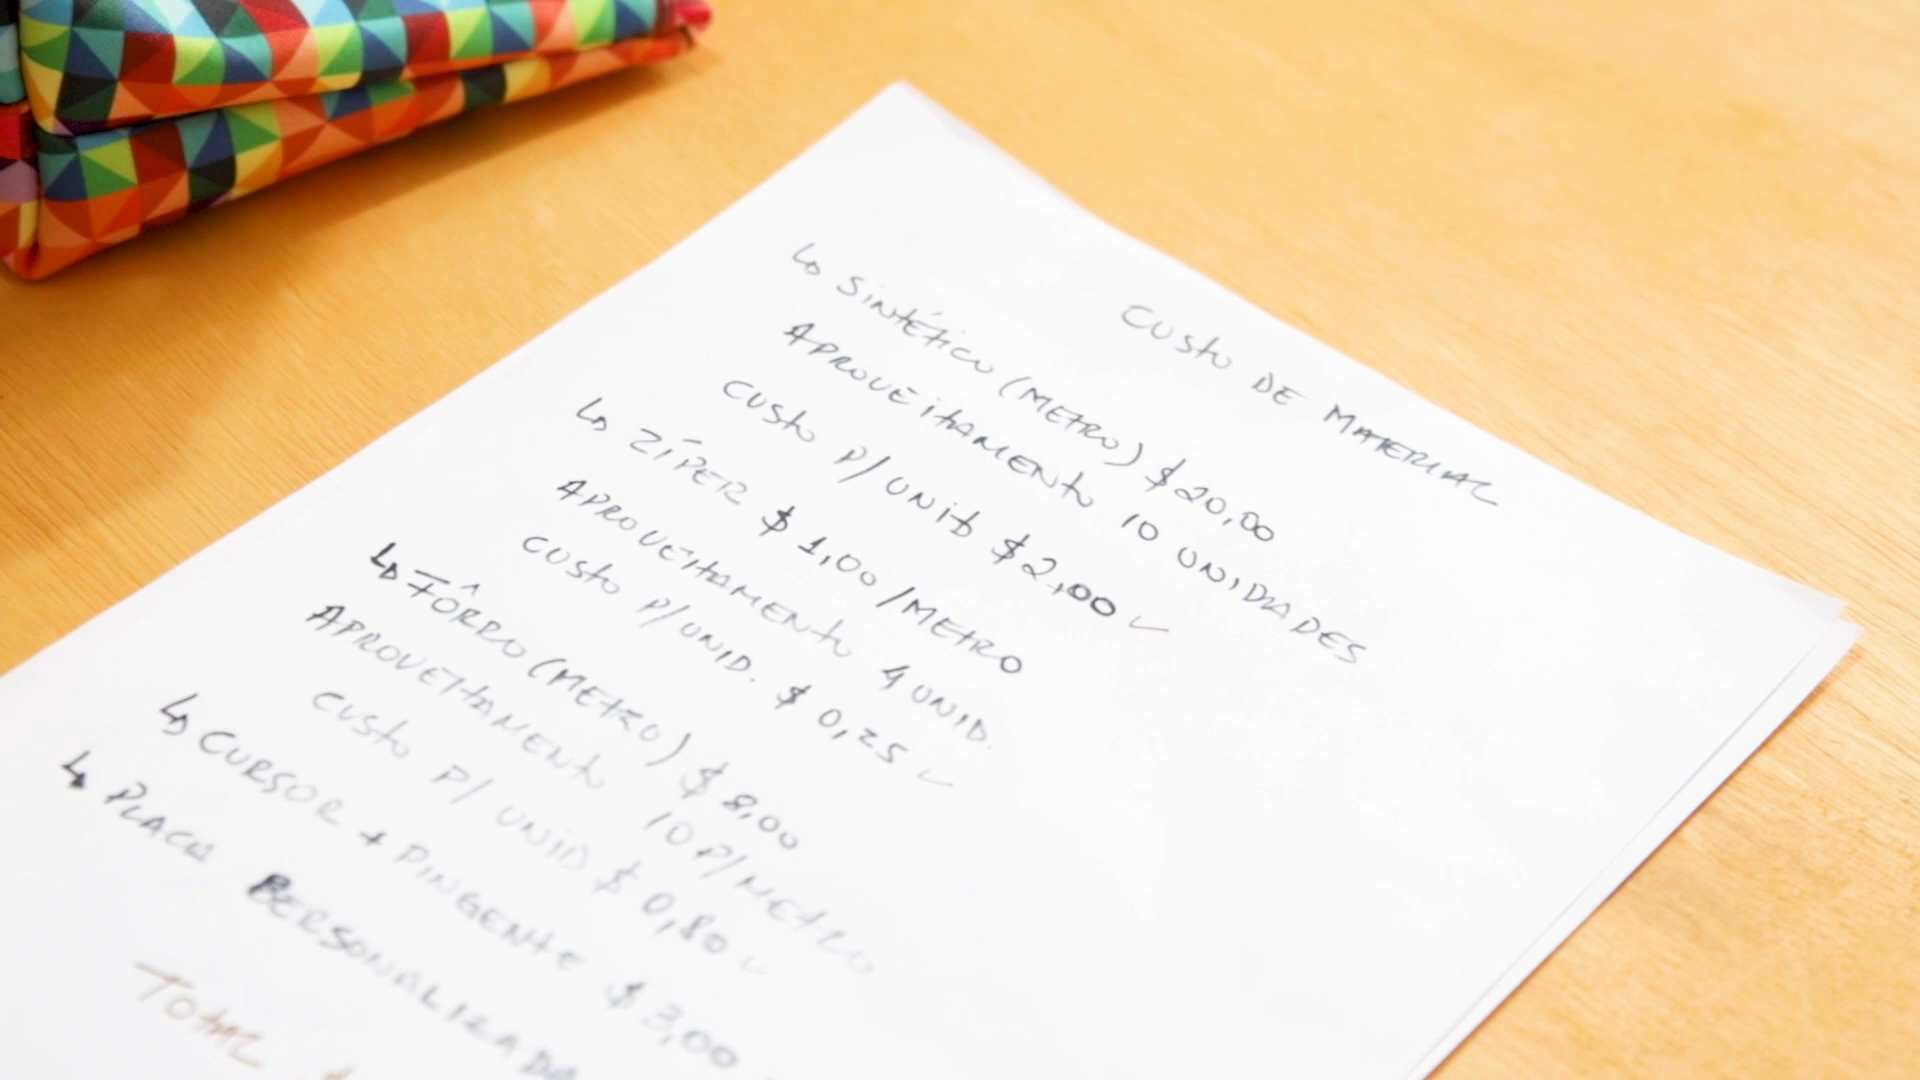 CUSTO DE MATERIAL
↳ SINTÉTICO (METRO) $20,00
APROVEITAMENTO 10 UNIDADES
CUSTO P/ UNID $2,00 ✓
↳ ZÍPER $ 1,00/METRO
APROVEITAMENTO 4 UNID.
CUSTO P/UNID. $ 0,25 ✓
↳ FÔRRO (METRO) $ 8,00
APROVEITAMENTO 10 P/METRO
CUSTO P/ UNID $ 0,80 ✓
↳ CURSOR + PINGENTE $ 3,00
↳ PLACA PERSONALIZADA
TOTAL $